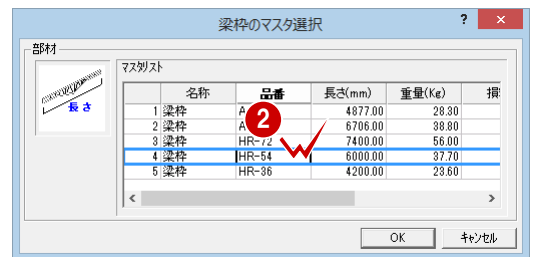 梁枠のマスタ選択
?
×
部材
長さ
マスタリスト
名称 品番 長さ(mm) 重量(Kg)
1 梁枠 A 4877.00 28.30
2 梁枠 A 6706.00 38.80
3 梁枠 HR-72 7400.00 56.00
4 梁枠 HR-54 6000.00 37.70
5 梁枠 HR-36 4200.00 23.60
2
OK キャンセル